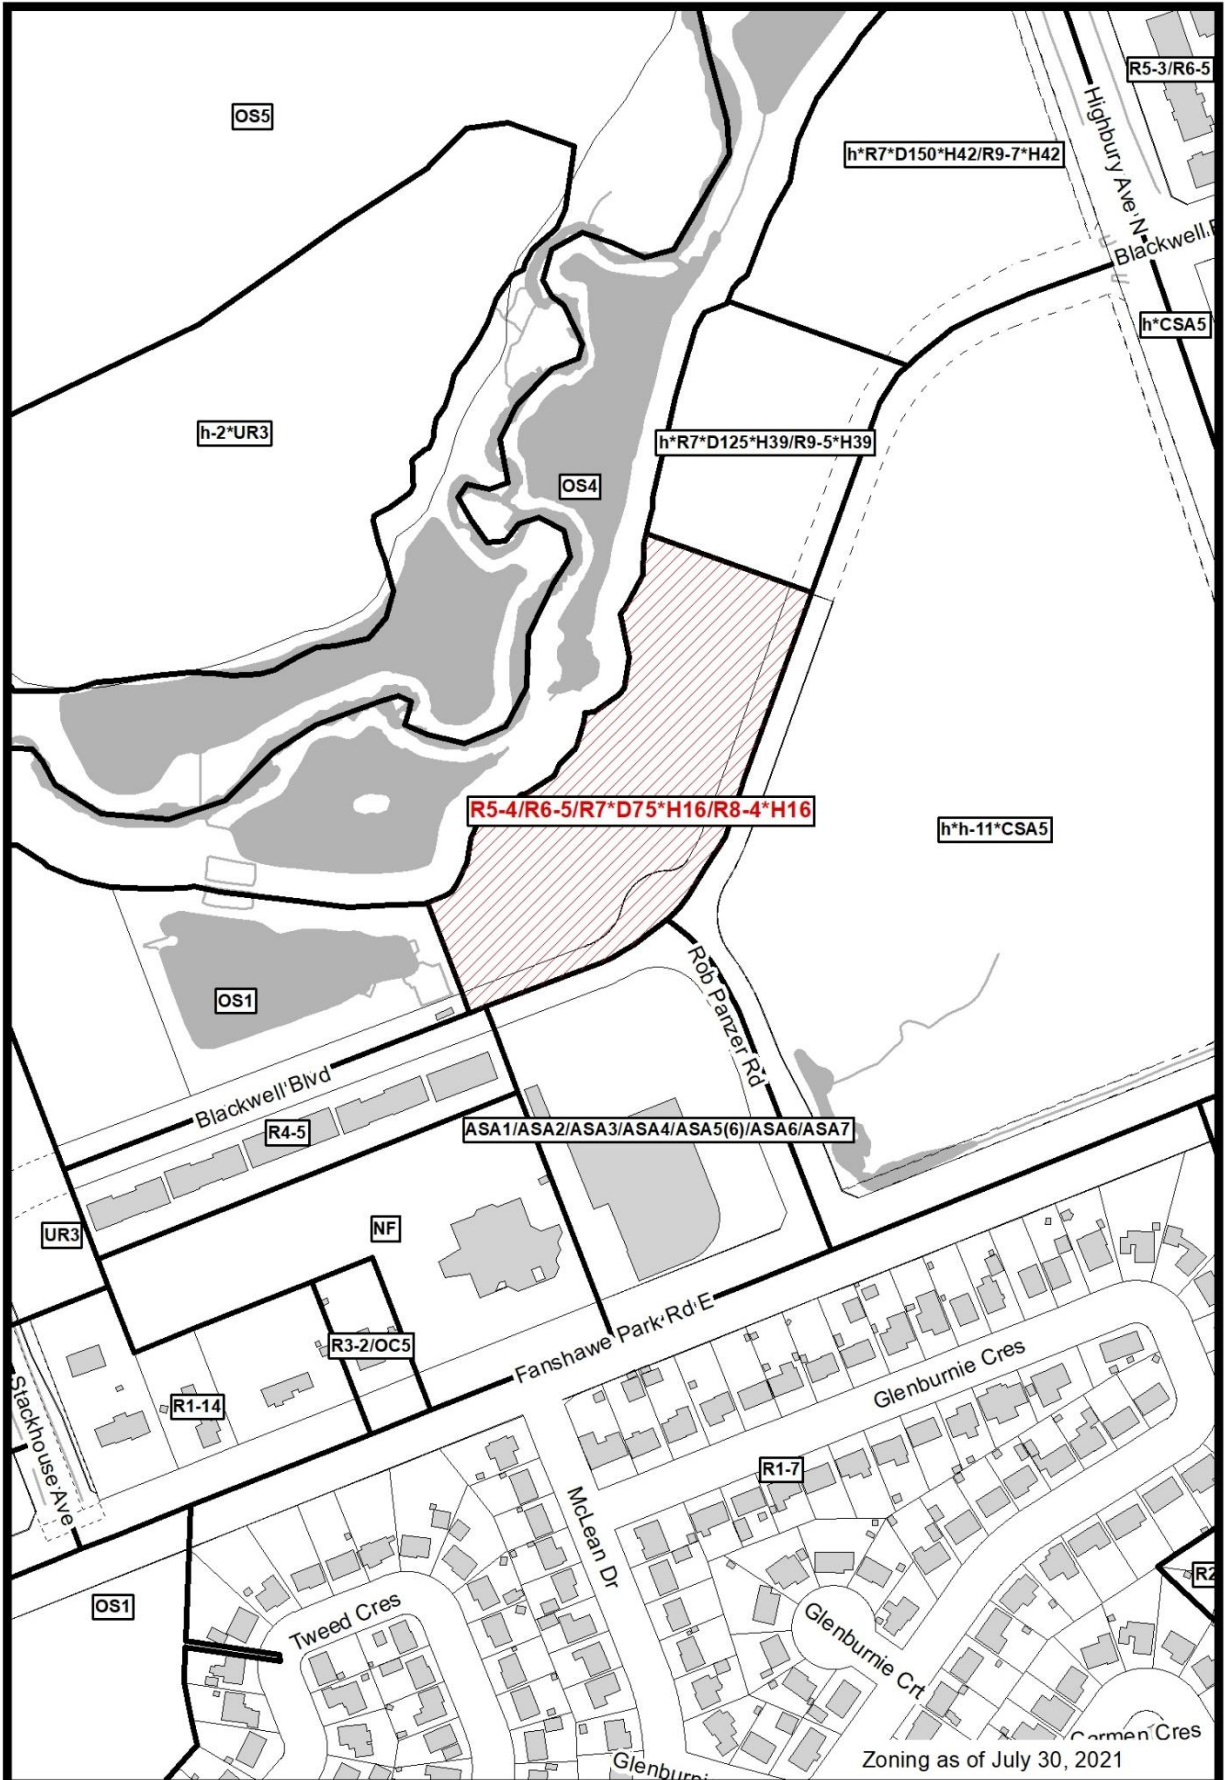 R5-3/R6-5
OS5
Highbury Ave N
h*R7*D150*H42/R9-7*H42
Blackwell
h*CSA5
h-2*UR3
h*R7*D125*H39/R9-5*H39
OS4
R5-4/R6-5/R7*D75*H16/R8-4*H16
h*h-11*CSA5
OS1
Rob Panzer Rd
Blackwell Blvd
R4-5
ASA1/ASA2/ASA3/ASA4/ASA5(6)/ASA6/ASA7
UR3
NF
R3-2/OC5
Fanshawe Park Rd E
Glenburnie Cres
Stackhouse Ave
R1-14
R1-7
McLean Dr
R2
OS1
Tweed Cres
Glenburnie Crt
Carmen Cres
Zoning as of July 30, 2021